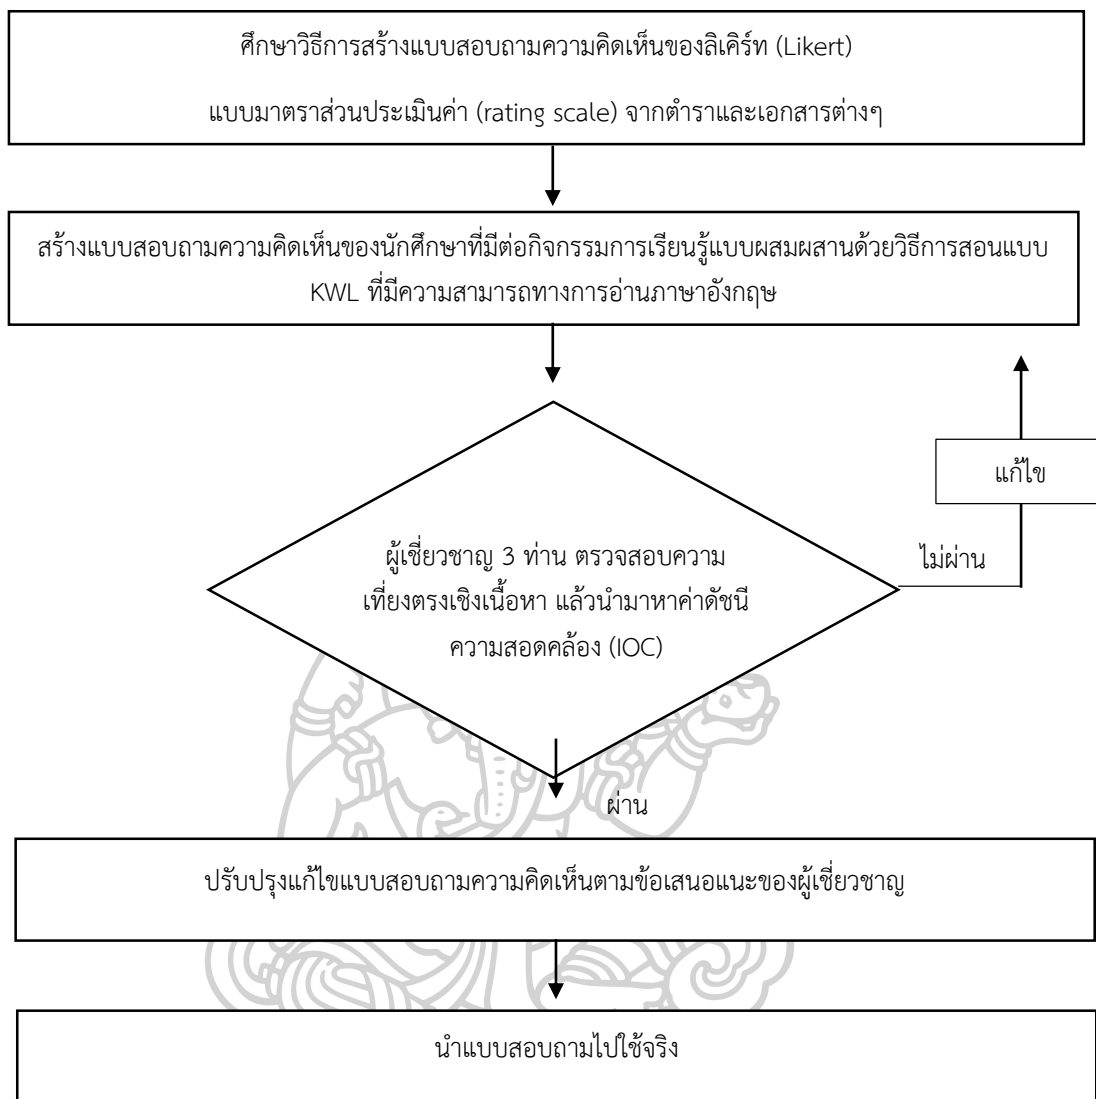 ศึกษาวิธีการสร้างแบบสอบถามความคิดเห็นของลิเคิร์ท (Likert)
แบบมาตราส่วนประเมินค่า (rating scale) จากตำราและเอกสารต่างๆ
สร้างแบบสอบถามความคิดเห็นของนักศึกษาที่มีต่อกิจกรรมการเรียนรู้แบบผสมผสานด้วยวิธีการสอนแบบ
KWL ที่มีความสามารถทางการอ่านภาษาอังกฤษ
แก้ไข
ไม่ผ่าน
ผู้เชี่ยวชาญ 3 ท่าน ตรวจสอบความ
เที่ยงตรงเชิงเนื้อหา แล้วนำมาหาค่าดัชนี
ความสอดคล้อง (IOC)
ผ่าน
ปรับปรุงแก้ไขแบบสอบถามความคิดเห็นตามข้อเสนอแนะของผู้เชี่ยวชาญ
นำแบบสอบถามไปใช้จริง